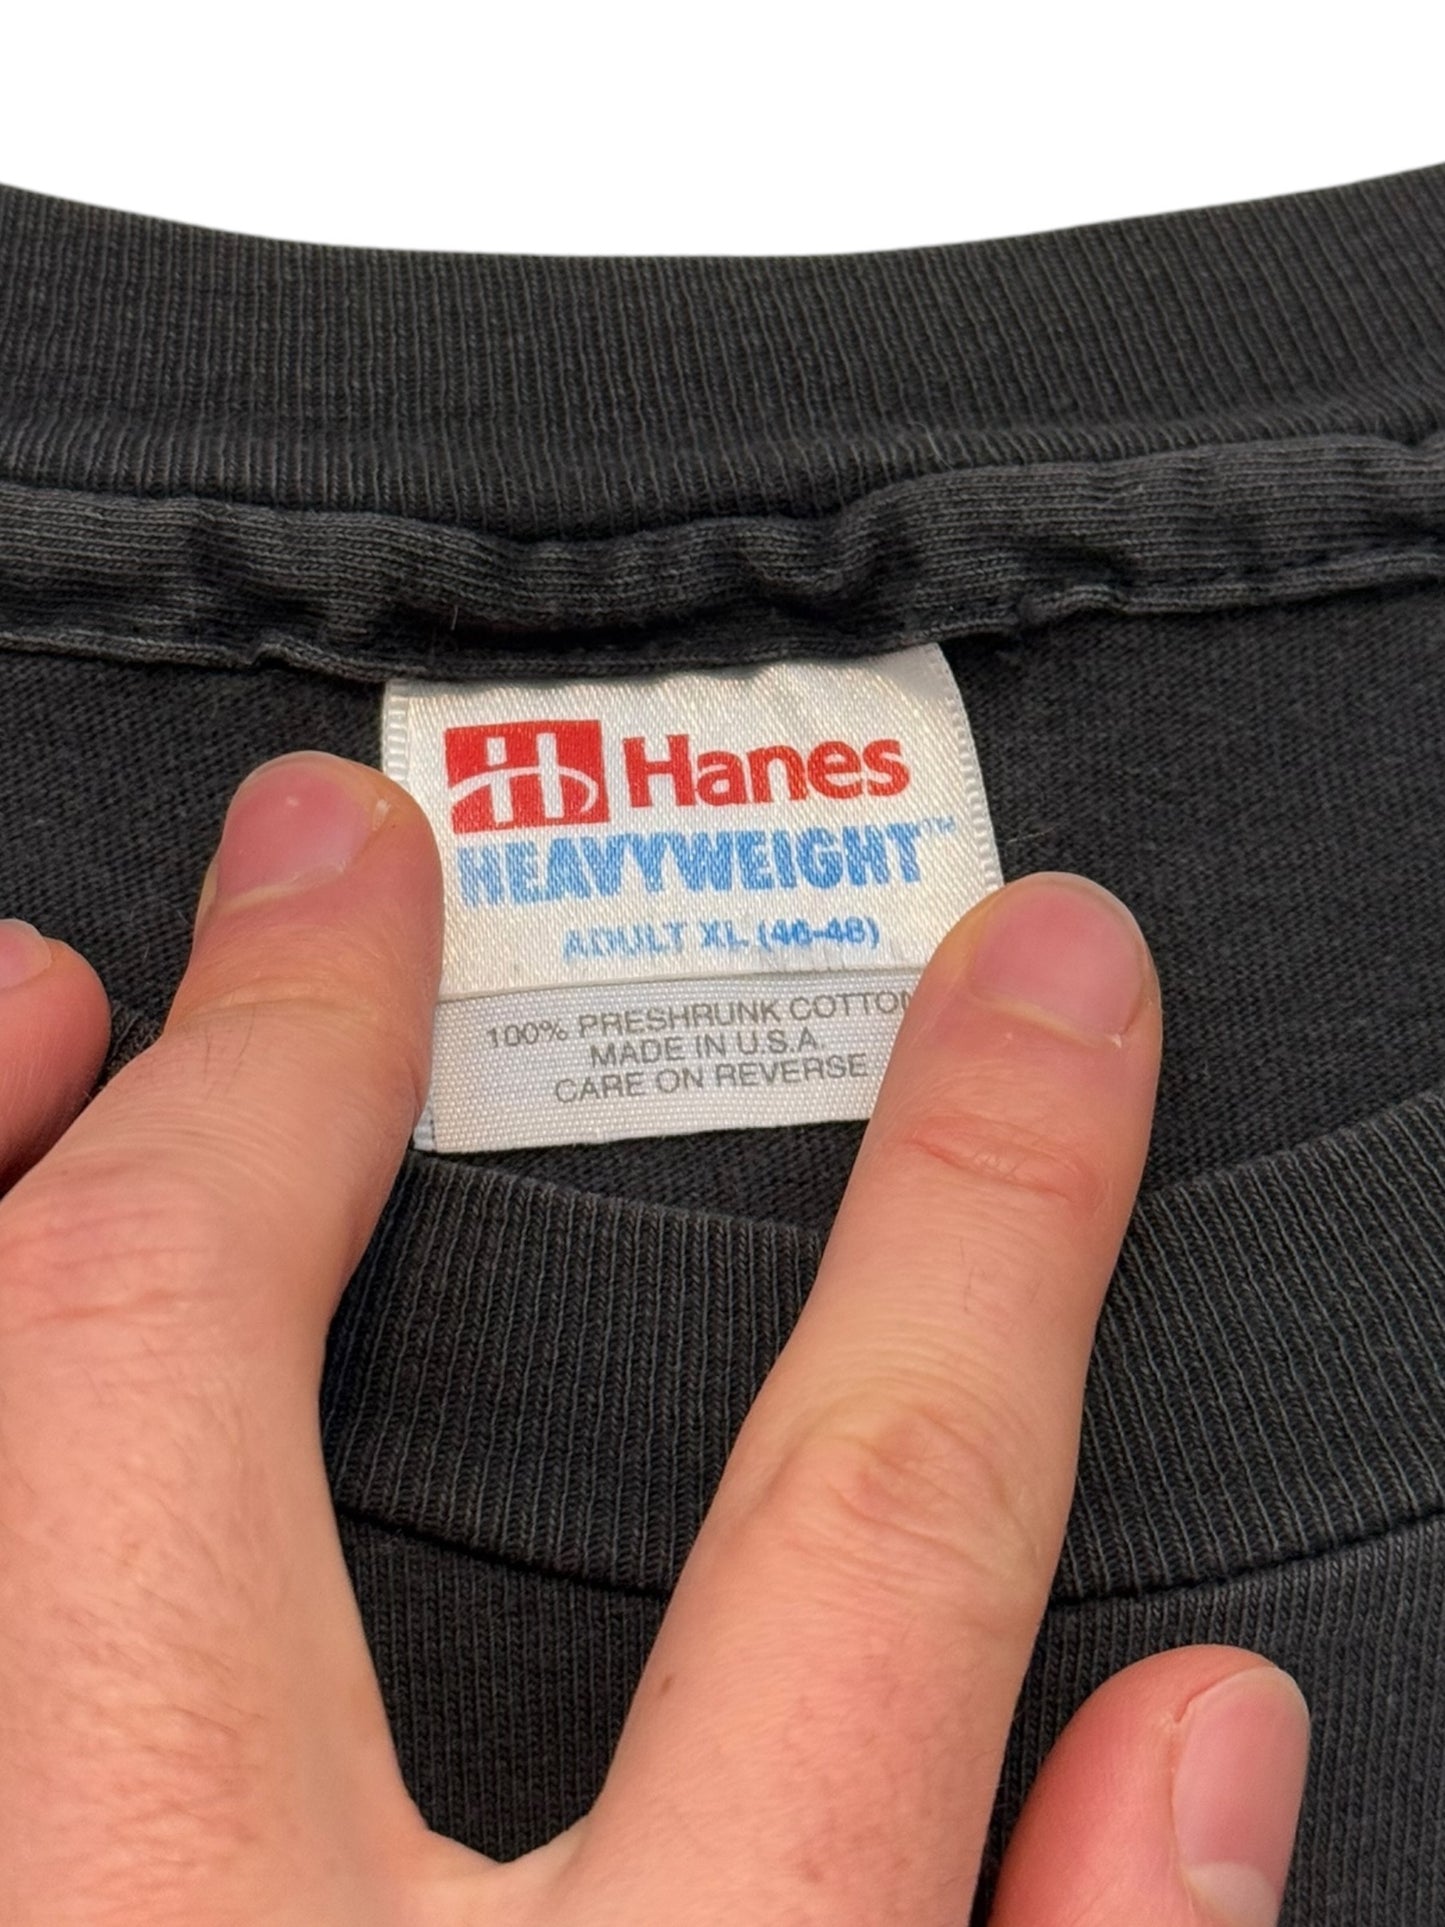 H Hanes
HEAVYWEIGHT™
ADULT XL (46-48)
100% PRESHRUNK COTTON
MADE IN U.S.A.
CARE ON REVERSE